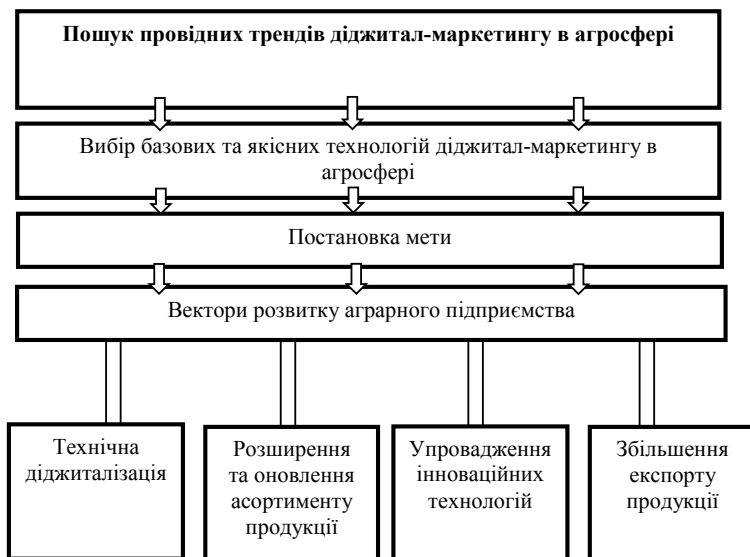 Пошук провідних трендів діджитал-маркетингу в агросфері
Вибір базових та якісних технологій діджитал-маркетингу в
агросфері
Постановка мети
Вектори розвитку аграрного підприємства
Технічна
діджиталізація
Розширення
та оновлення
асортименту
продукції
Упровадження
інноваційних
технологій
Збільшення
експорту
продукції